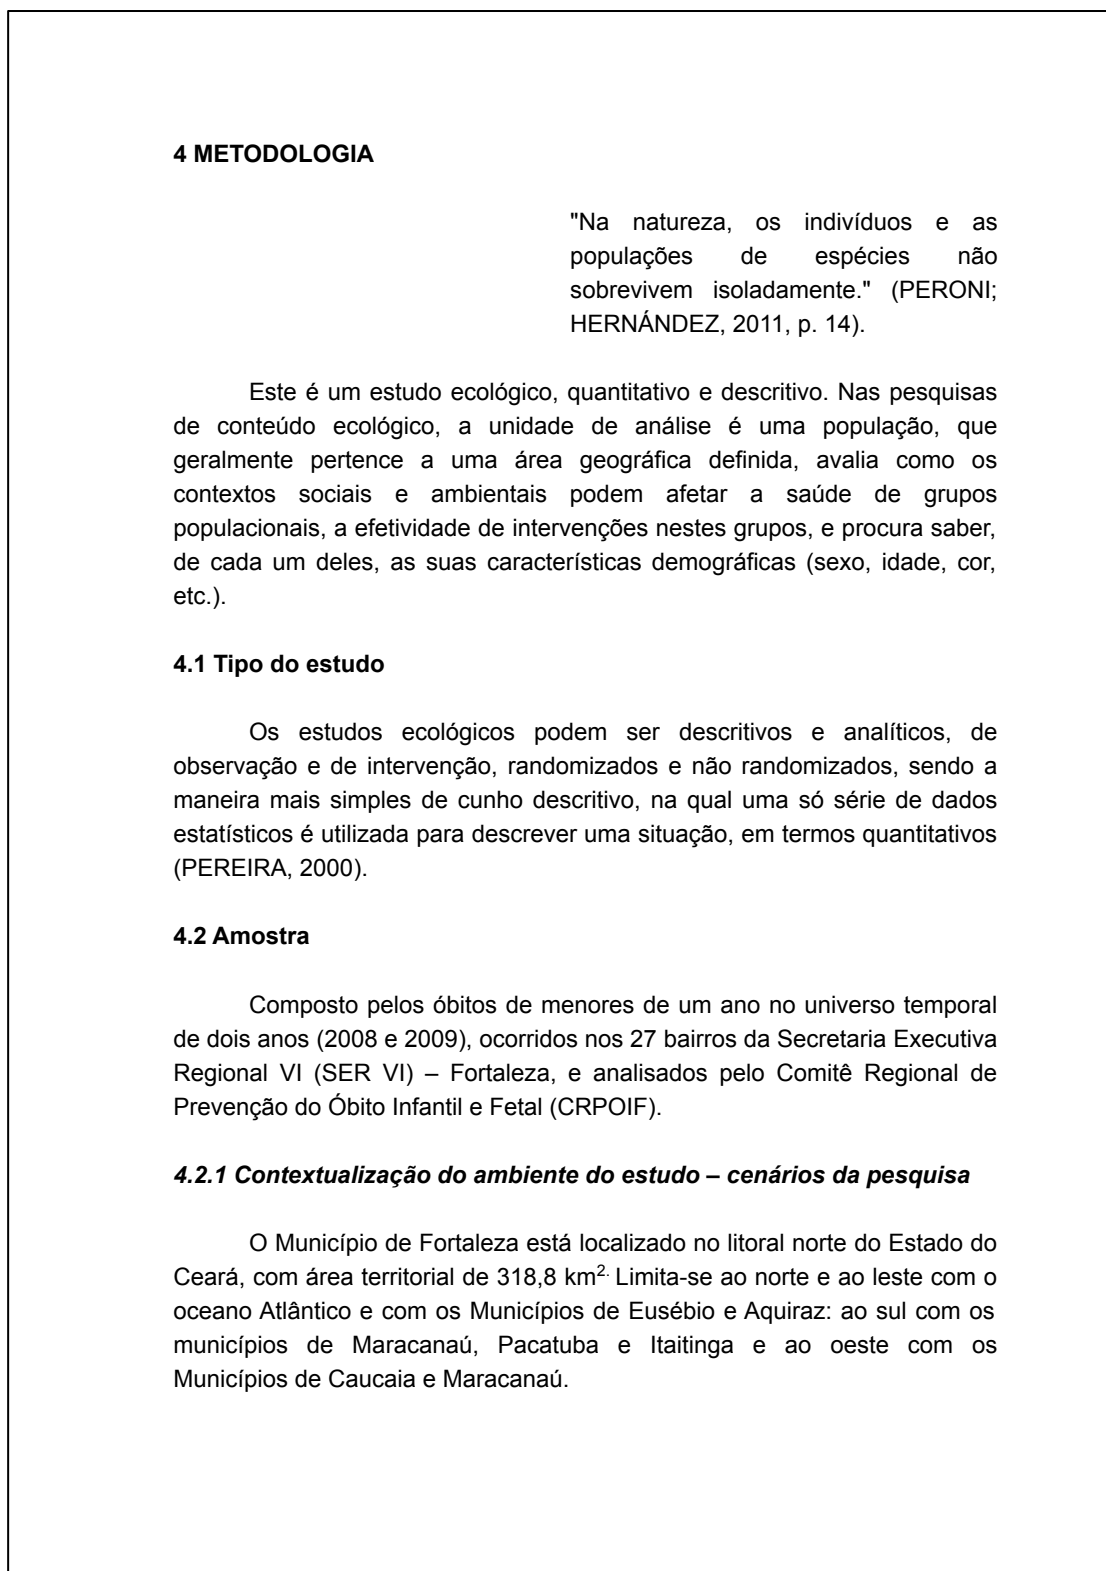 4 METODOLOGIA
"Na natureza, os indivíduos e as
populações de espécies não
sobrevivem isoladamente." (PERONI;
HERNÁNDEZ, 2011, p. 14).
Este é um estudo ecológico, quantitativo e descritivo. Nas pesquisas
de conteúdo ecológico, a unidade de análise é uma população, que
geralmente pertence a uma área geográfica definida, avalia como os
contextos sociais e ambientais podem afetar a saúde de grupos
populacionais, a efetividade de intervenções nestes grupos, e procura saber,
de cada um deles, as suas características demográficas (sexo, idade, cor,
etc.).
4.1 Tipo do estudo
Os estudos ecológicos podem ser descritivos e analíticos, de
observação e de intervenção, randomizados e não randomizados, sendo a
maneira mais simples de cunho descritivo, na qual uma só série de dados
estatísticos é utilizada para descrever uma situação, em termos quantitativos
(PEREIRA, 2000).
4.2 Amostra
Composto pelos óbitos de menores de um ano no universo temporal
de dois anos (2008 e 2009), ocorridos nos 27 bairros da Secretaria Executiva
Regional VI (SER VI) – Fortaleza, e analisados pelo Comitê Regional de
Prevenção do Óbito Infantil e Fetal (CRPOIF).
4.2.1 Contextualização do ambiente do estudo – cenários da pesquisa
O Município de Fortaleza está localizado no litoral norte do Estado do
Ceará, com área territorial de 318,8 km². Limita-se ao norte e ao leste com o
oceano Atlântico e com os Municípios de Eusébio e Aquiraz: ao sul com os
municípios de Maracanaú, Pacatuba e Itaitinga e ao oeste com os
Municípios de Caucaia e Maracanaú.